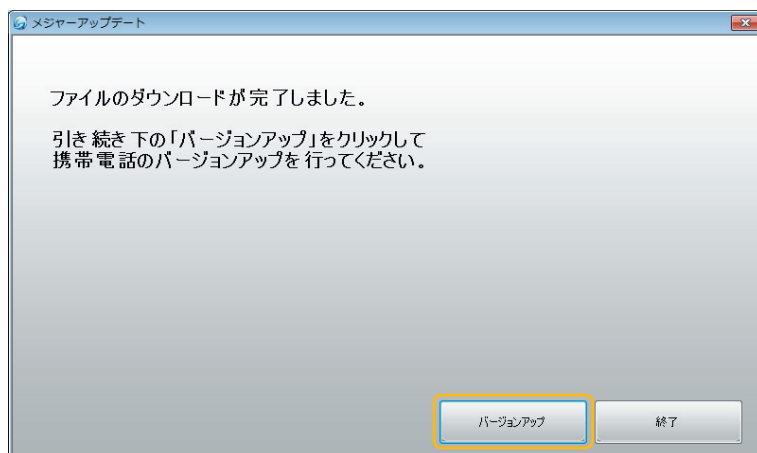 メジャーアップデート
ファイルのダウンロードが完了しました。
引き続き下の「バージョンアップ」をクリックして
携帯電話のバージョンアップを行ってください。
バージョンアップ
終了